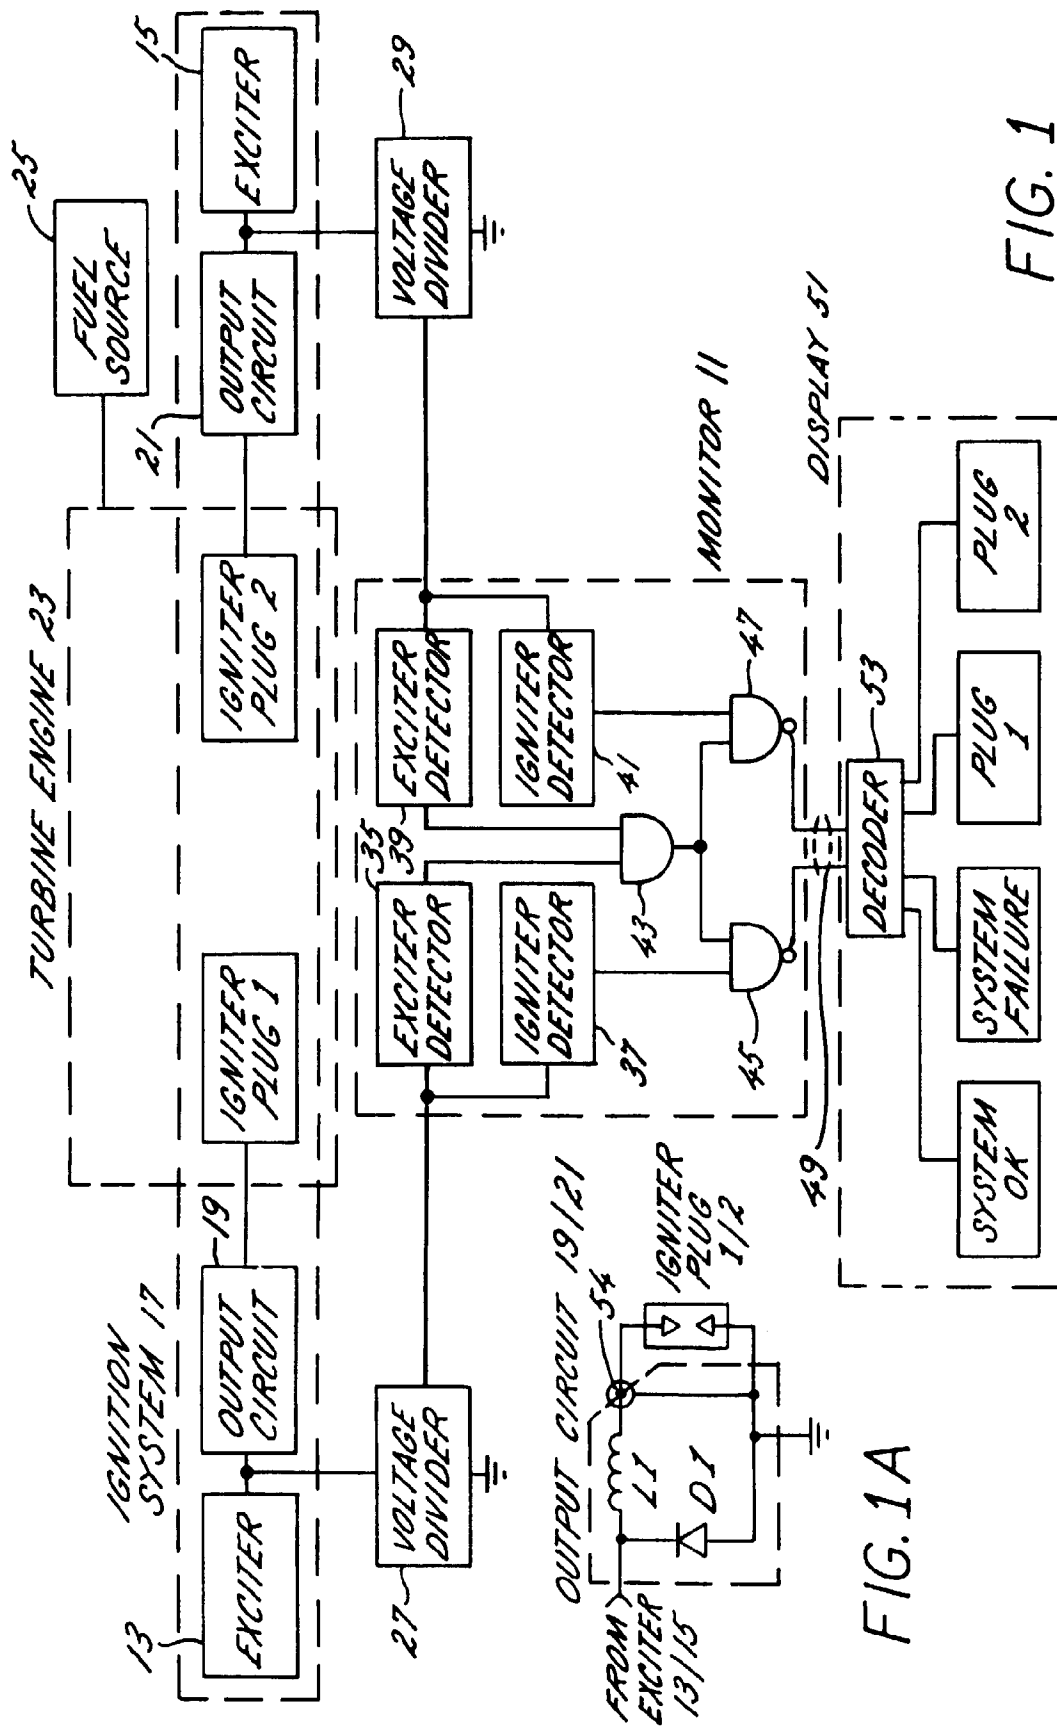 TURBINE ENGINE 23
25
FUEL
SOURCE
IGNITION
SYSTEM 17
13
EXCITER
19
OUTPUT
CIRCUIT
IGNITER
PLUG 1
IGNITER
PLUG 2
21
OUTPUT
CIRCUIT
15
EXCITER
27
VOLTAGE
DIVIDER
29
VOLTAGE
DIVIDER
35
EXCITER
DETECTOR
39
EXCITER
DETECTOR
IGNITER
DETECTOR
37
IGNITER
DETECTOR
41
43
45
47
MONITOR 11
49
DISPLAY 51
DECODER
53
SYSTEM
OK
SYSTEM
FAILURE
PLUG
1
PLUG
2
OUTPUT CIRCUIT 19/21
54
FROM
EXCITER
13/15
L1
D1
IGNITER
PLUG
1/2
FIG. 1A
FIG. 1